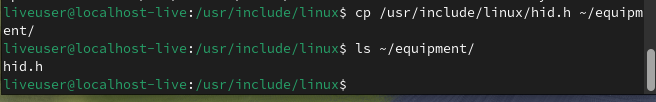 liveuser@localhost-live:/usr/include/linux$ cp /usr/include/linux/hid.h ~/equipm
ent/
liveuser@localhost-live:/usr/include/linux$ ls ~/equipment/
hid.h
liveuser@localhost-live:/usr/include/linux$